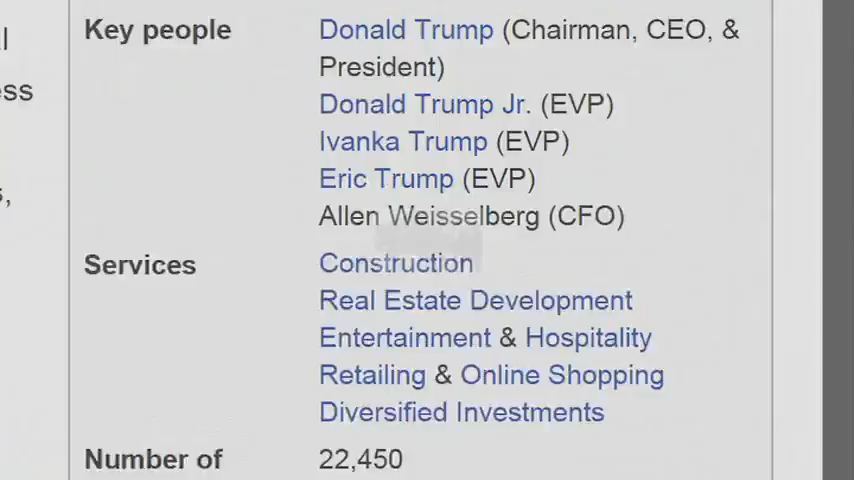 l
Key people Donald Trump (Chairman, CEO, &
President)
ess
Donald Trump Jr. (EVP)
Ivanka Trump (EVP)
Eric Trump (EVP)
s,
Allen Weisselberg (CFO)
Services Construction
Real Estate Development
Entertainment & Hospitality
Retailing & Online Shopping
Diversified Investments
Number of 22,450